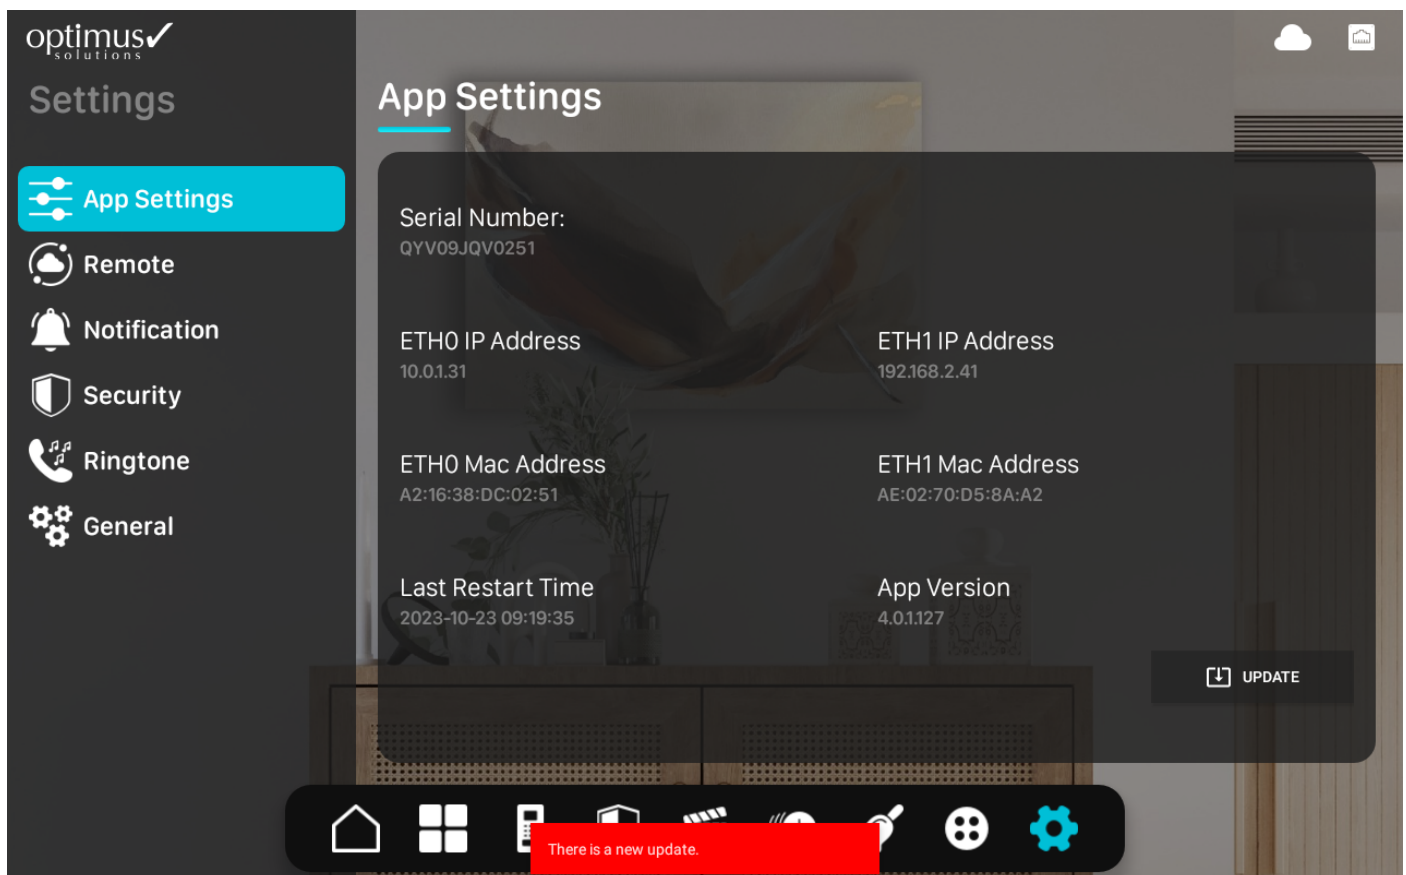 optimus
solutions
Settings
App Settings
Remote
Notification
Security
Ringtone
General
App Settings
Serial Number:
QYV09JQV0251
ETH0 IP Address
10.0.1.31
ETH1 IP Address
192.168.2.41
ETH0 Mac Address
A2:16:38:DC:02:51
ETH1 Mac Address
AE:02:70:D5:8A:A2
Last Restart Time
2023-10-23 09:19:35
App Version
4.0.1.127
UPDATE
There is a new update.